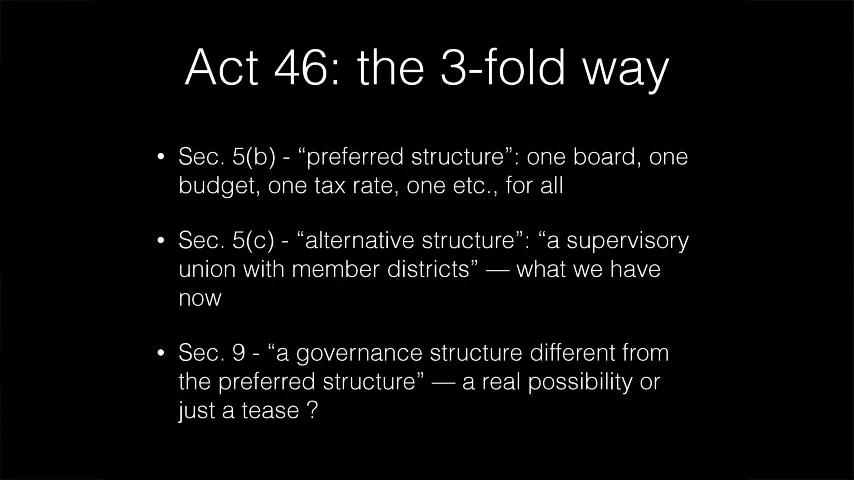 Act 46: the 3-fold way
• Sec. 5(b) - “preferred structure”: one board, one
budget, one tax rate, one etc., for all
• Sec. 5(c) - “alternative structure”: “a supervisory
union with member districts” — what we have
now
• Sec. 9 - “a governance structure different from
the preferred structure” — a real possibility or
just a tease ?